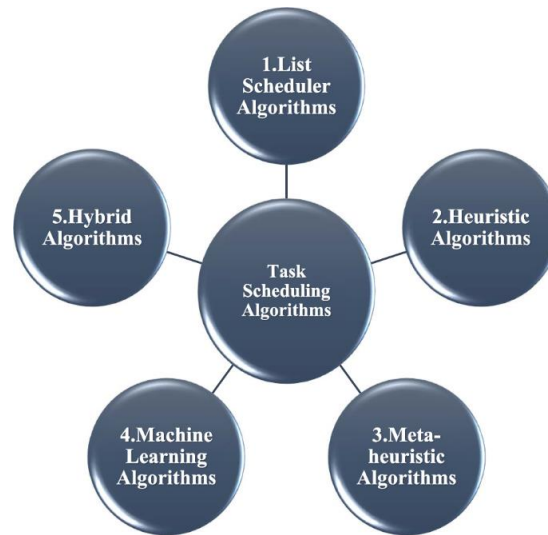 1.List
Scheduler
Algorithms
2.Heuristic
Algorithms
3.Meta-
heuristic
Algorithms
4.Machine
Learning
Algorithms
5.Hybrid
Algorithms
Task
Scheduling
Algorithms